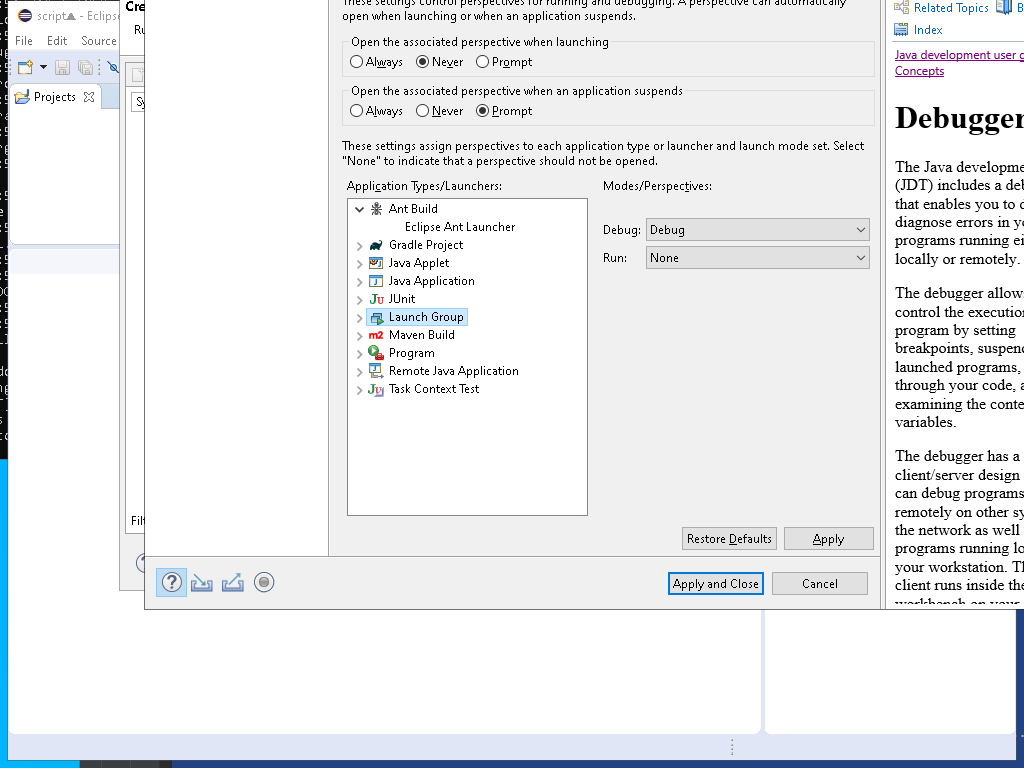 script
- Eclipse
File Edit Source
Projects
Cre
Ru
Sy
Filt
These settings control perspectives for running and debugging. A perspective can automatically
open when launching or when an application suspends.
Open the associated perspective when launching
Always Never Prompt
Open the associated perspective when an application suspends
Always Never Prompt
These settings assign perspectives to each application type or launcher and launch mode set. Select
"None" to indicate that a perspective should not be opened.
Application Types/Launchers:
Modes/Perspectives:
Ant Build
Eclipse Ant Launcher
Gradle Project
Java Applet
Java Application
JUnit
Launch Group
Maven Build
Program
Remote Java Application
Task Context Test
Debug: Debug
Run: None
Restore Defaults Apply
Apply and Close Cancel
Related Topics B
Index
Java development user g
Concepts
Debugger
The Java developme
(JDT) includes a deb
that enables you to d
diagnose errors in yo
programs running ei
locally or remotely.
The debugger allows
control the execution
program by setting
breakpoints, suspend
launched programs,
through your code, a
examining the conte
variables.
The debugger has a
client/server design
can debug programs
remotely on other sy
the network as well
programs running lo
your workstation. Th
client runs inside the
workbench on your